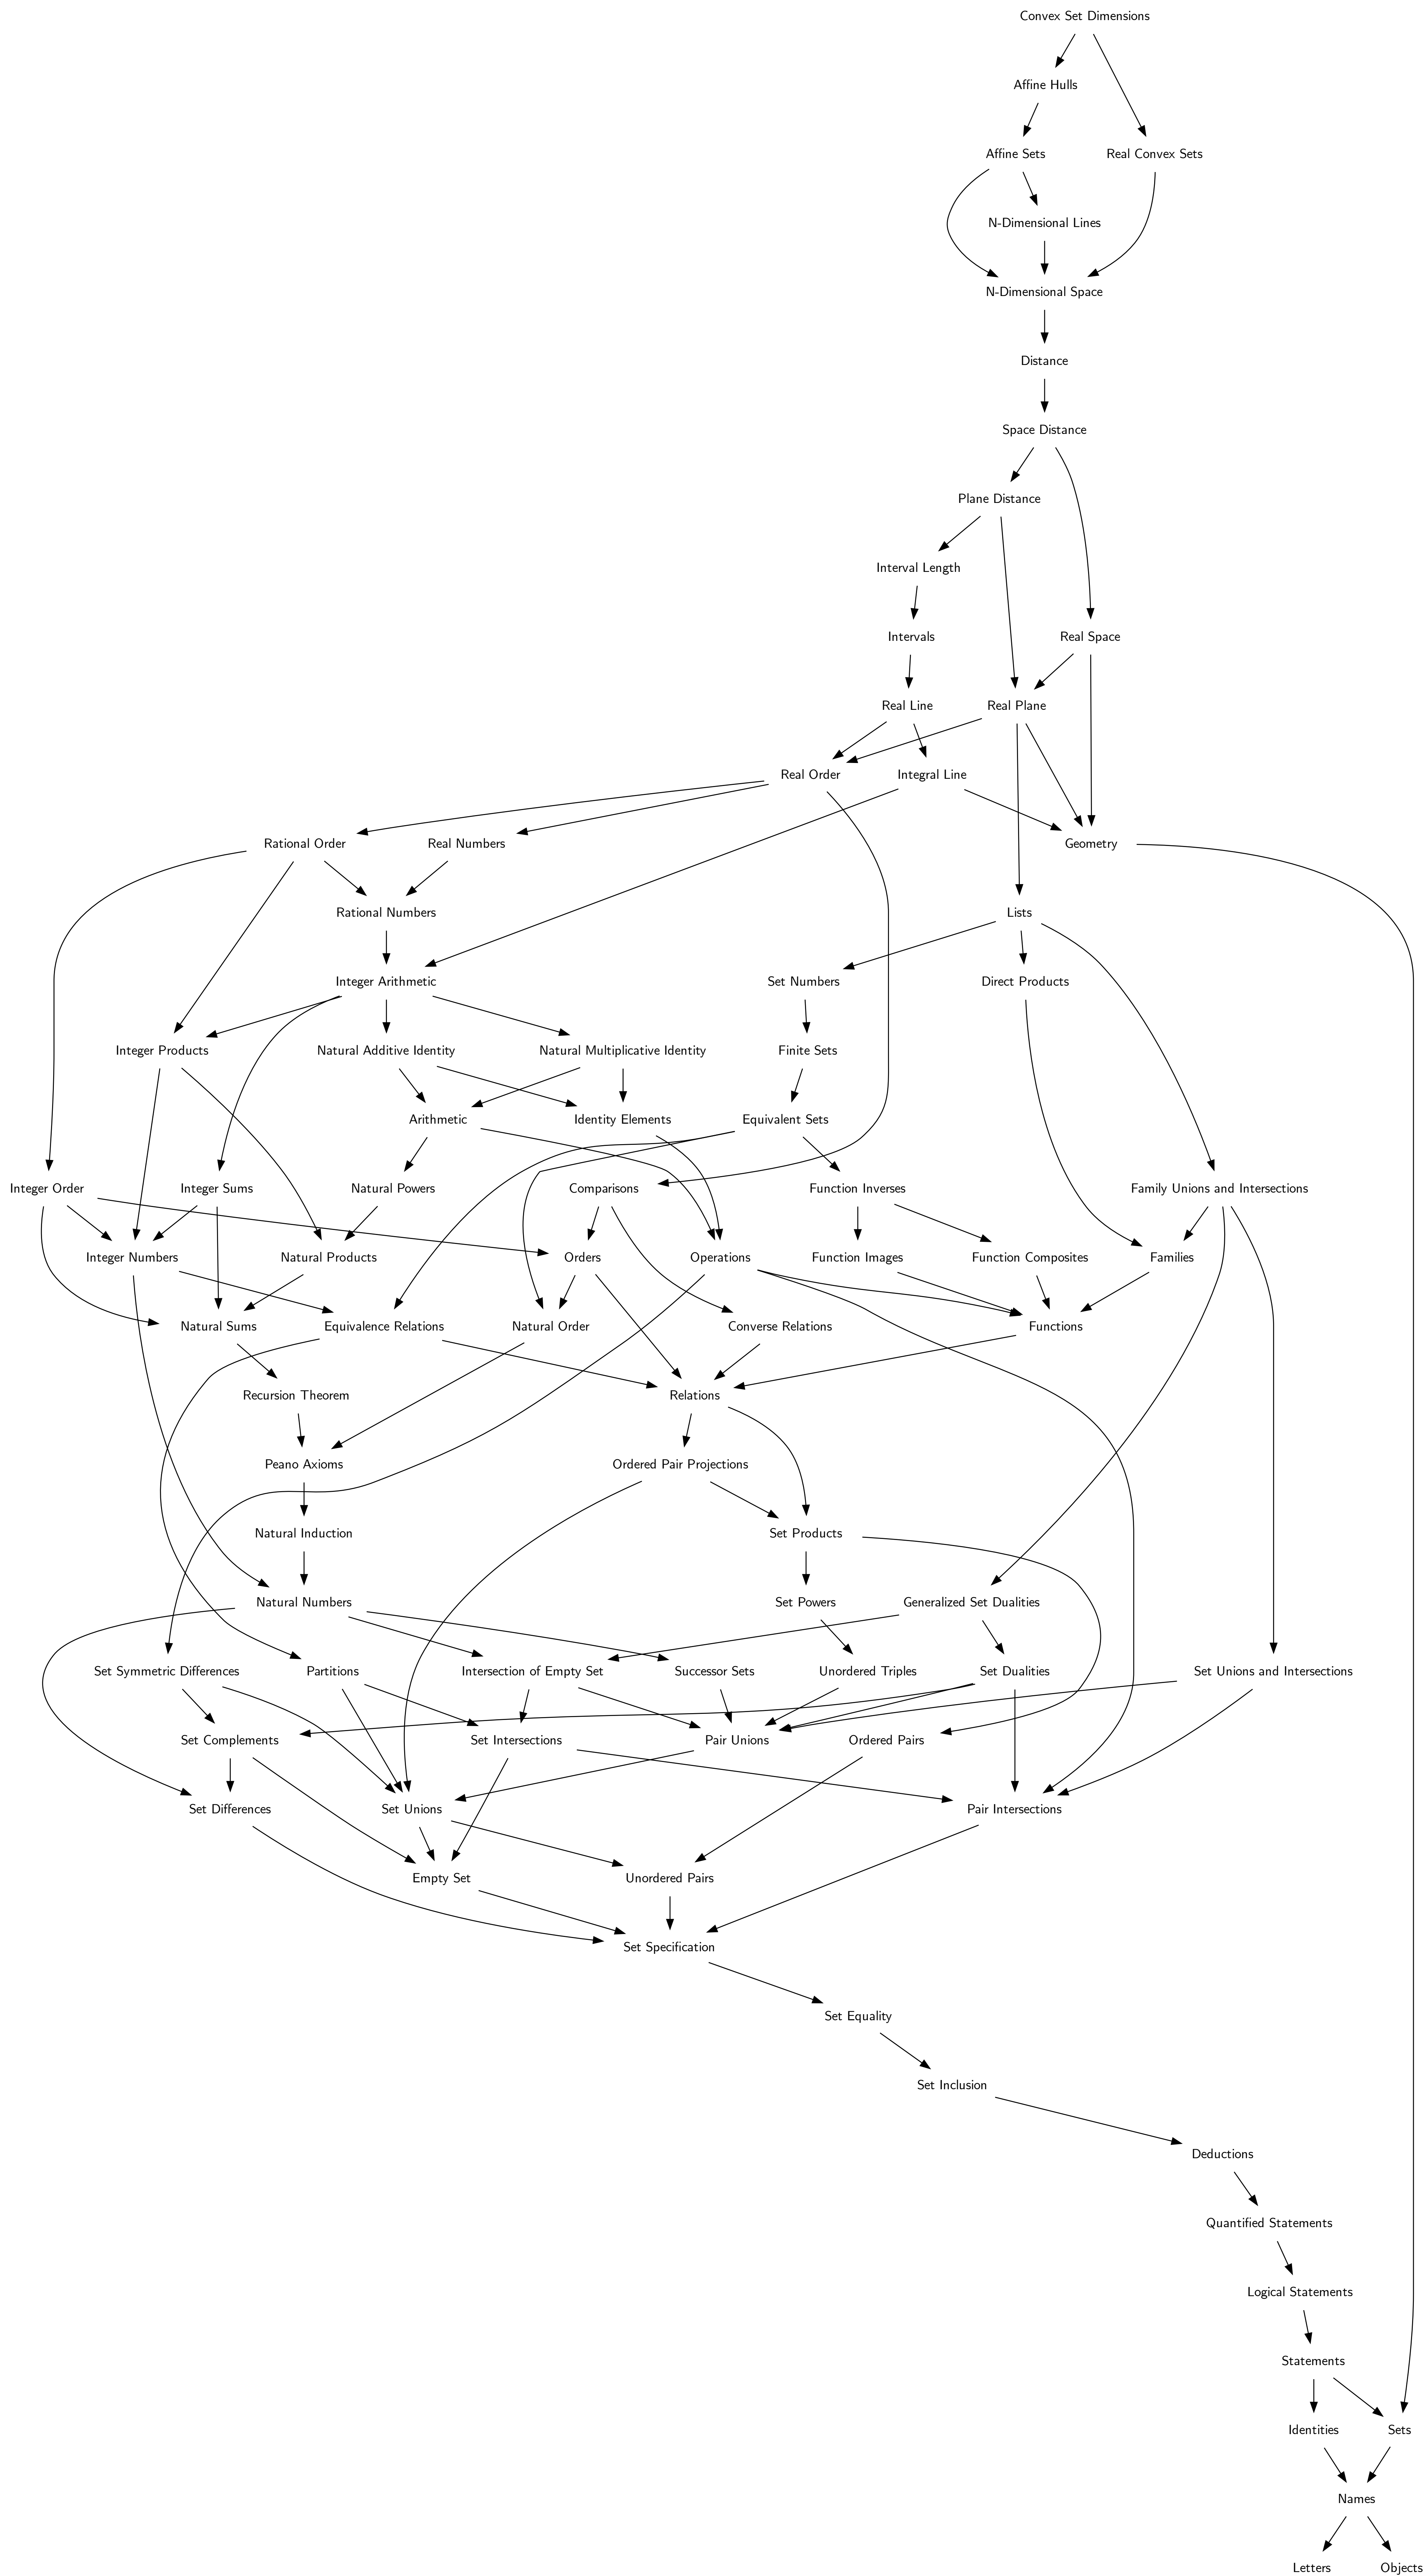 Convex Set Dimensions
Affine Hulls
Affine Sets
Real Convex Sets
N-Dimensional Lines
N-Dimensional Space
Distance
Space Distance
Plane Distance
Interval Length
Intervals
Real Space
Real Line
Real Plane
Real Order
Integral Line
Rational Order
Real Numbers
Geometry
Rational Numbers
Lists
Integer Arithmetic
Set Numbers
Direct Products
Integer Products
Natural Additive Identity
Natural Multiplicative Identity
Finite Sets
Arithmetic
Identity Elements
Equivalent Sets
Integer Order
Integer Sums
Natural Powers
Comparisons
Function Inverses
Family Unions and Intersections
Integer Numbers
Natural Products
Orders
Operations
Function Images
Function Composites
Families
Natural Sums
Equivalence Relations
Natural Order
Converse Relations
Functions
Recursion Theorem
Relations
Peano Axioms
Ordered Pair Projections
Natural Induction
Set Products
Natural Numbers
Set Powers
Generalized Set Dualities
Set Symmetric Differences
Partitions
Intersection of Empty Set
Successor Sets
Unordered Triples
Set Dualities
Set Unions and Intersections
Set Complements
Set Intersections
Pair Unions
Ordered Pairs
Set Differences
Set Unions
Pair Intersections
Empty Set
Unordered Pairs
Set Specification
Set Equality
Set Inclusion
Deductions
Quantified Statements
Logical Statements
Statements
Identities
Sets
Names
Letters
Objects